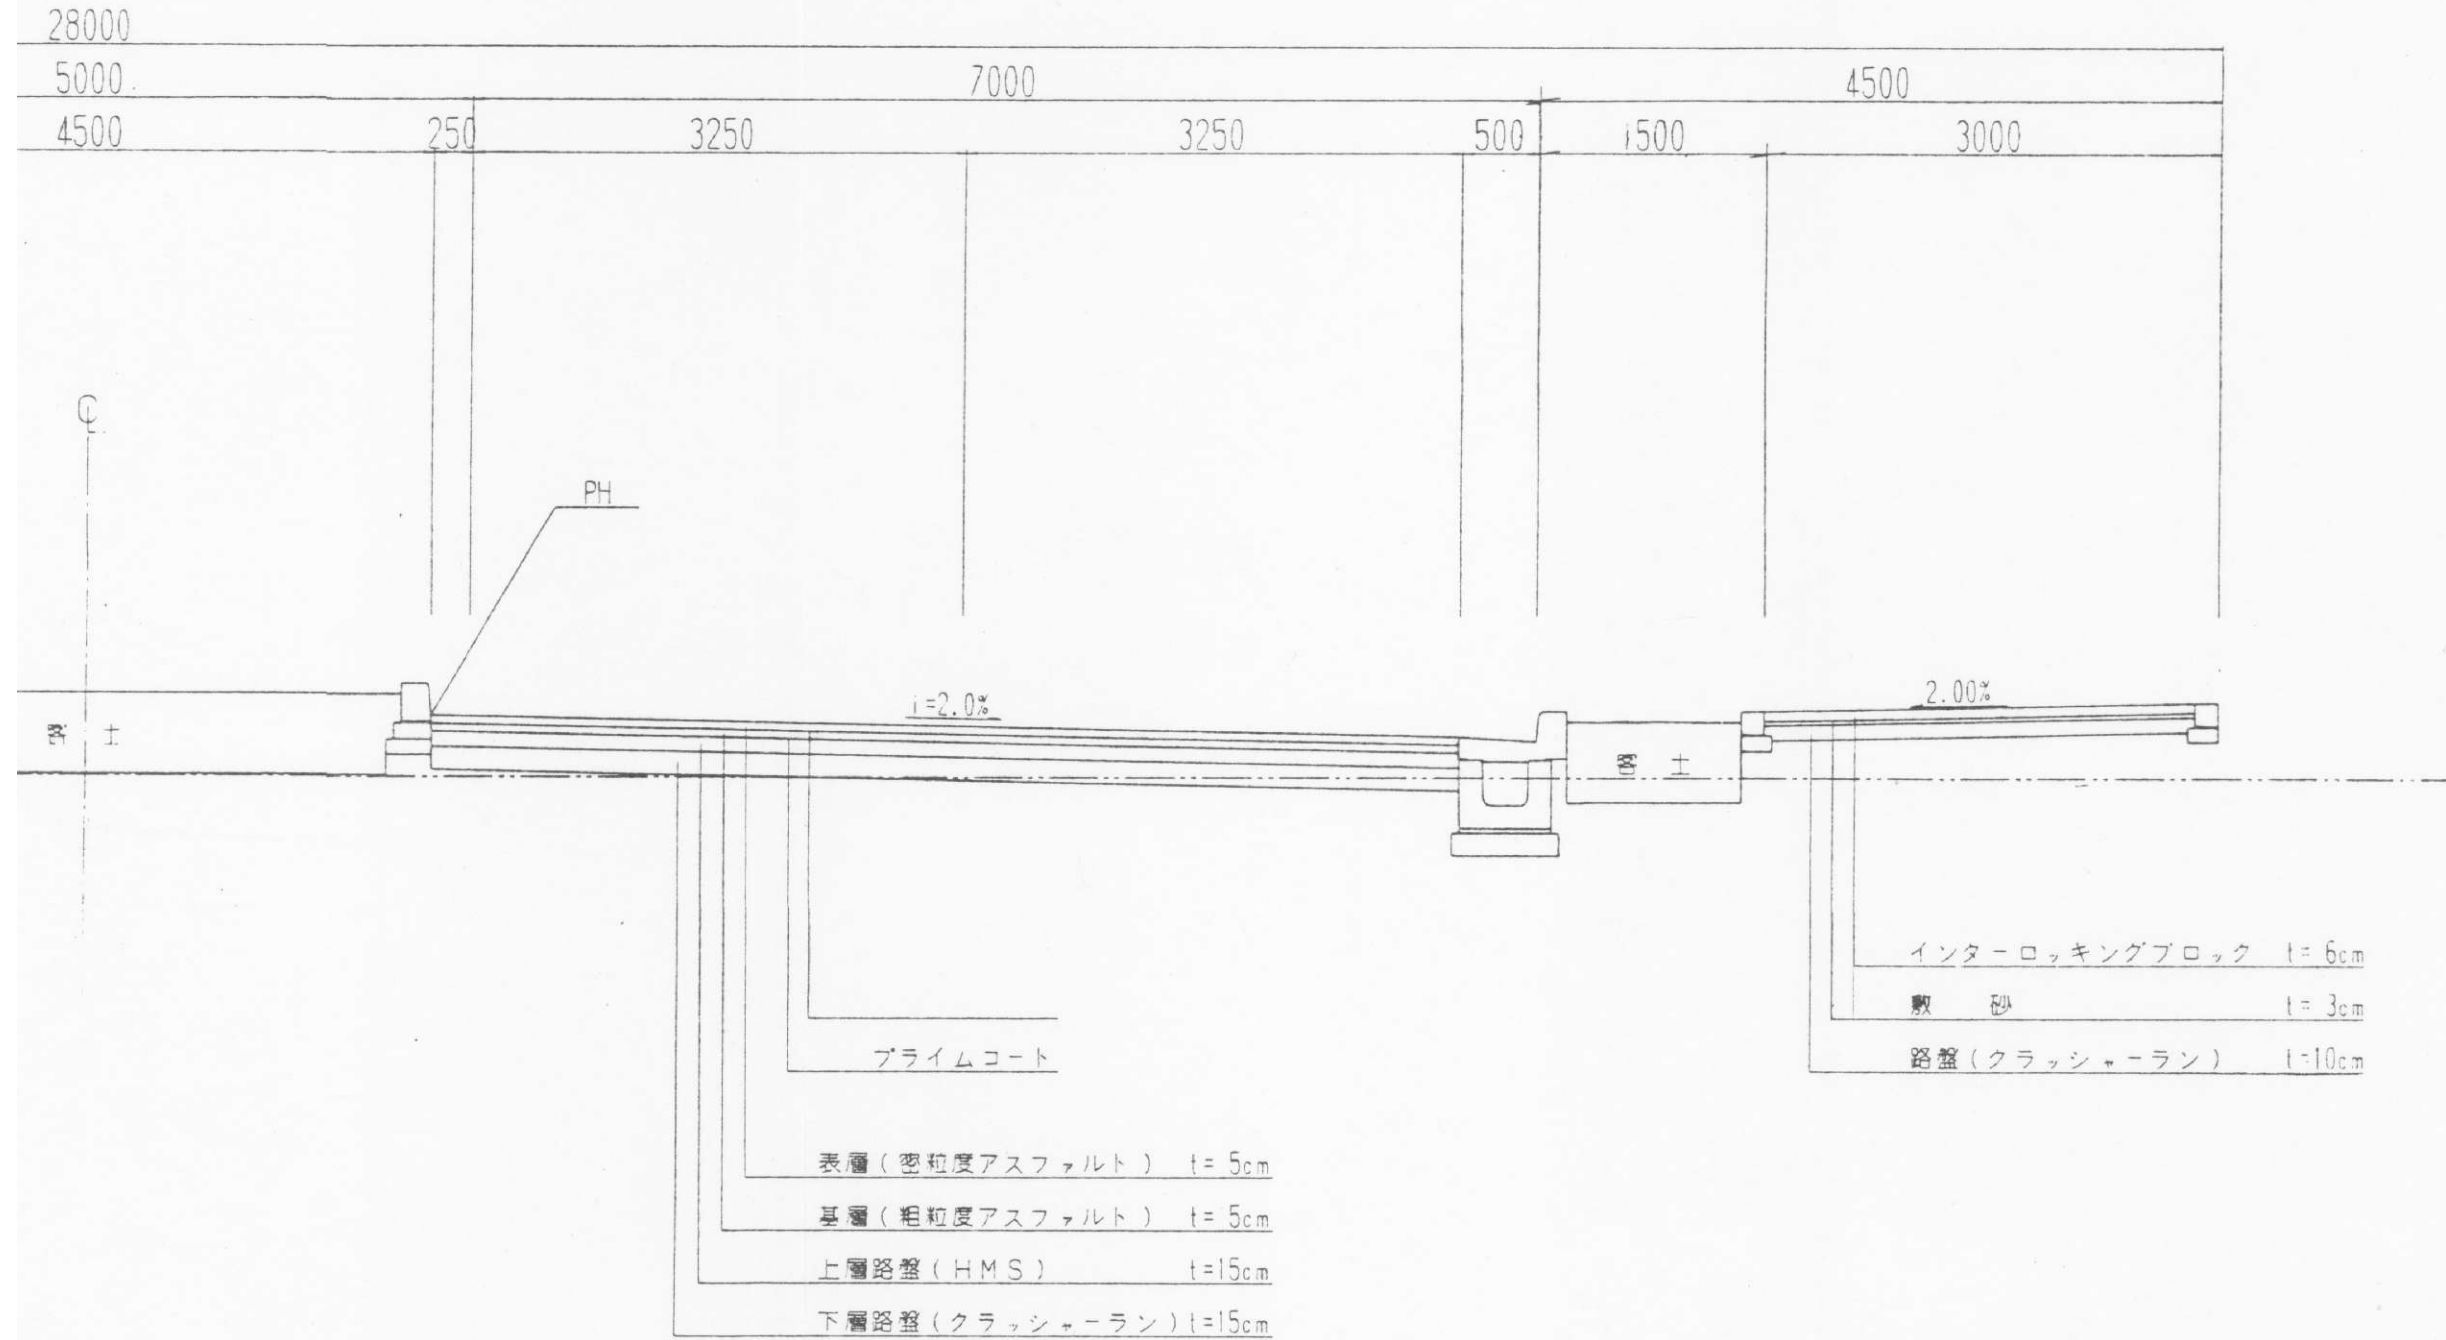 28000
5000 7000 4500
4500 250 3250 3250 500 1500 3000
CL
PH
i=2.0%
2.00%
客 土
客 土
インターロッキングブロック t= 6cm
敷 砂 t= 3cm
路盤(クラッシャーラン) t=10cm
プライムコート
表層(密粒度アスファルト) t= 5cm
基層(粗粒度アスファルト) t= 5cm
上層路盤(HMS) t=15cm
下層路盤(クラッシャーラン) t=15cm